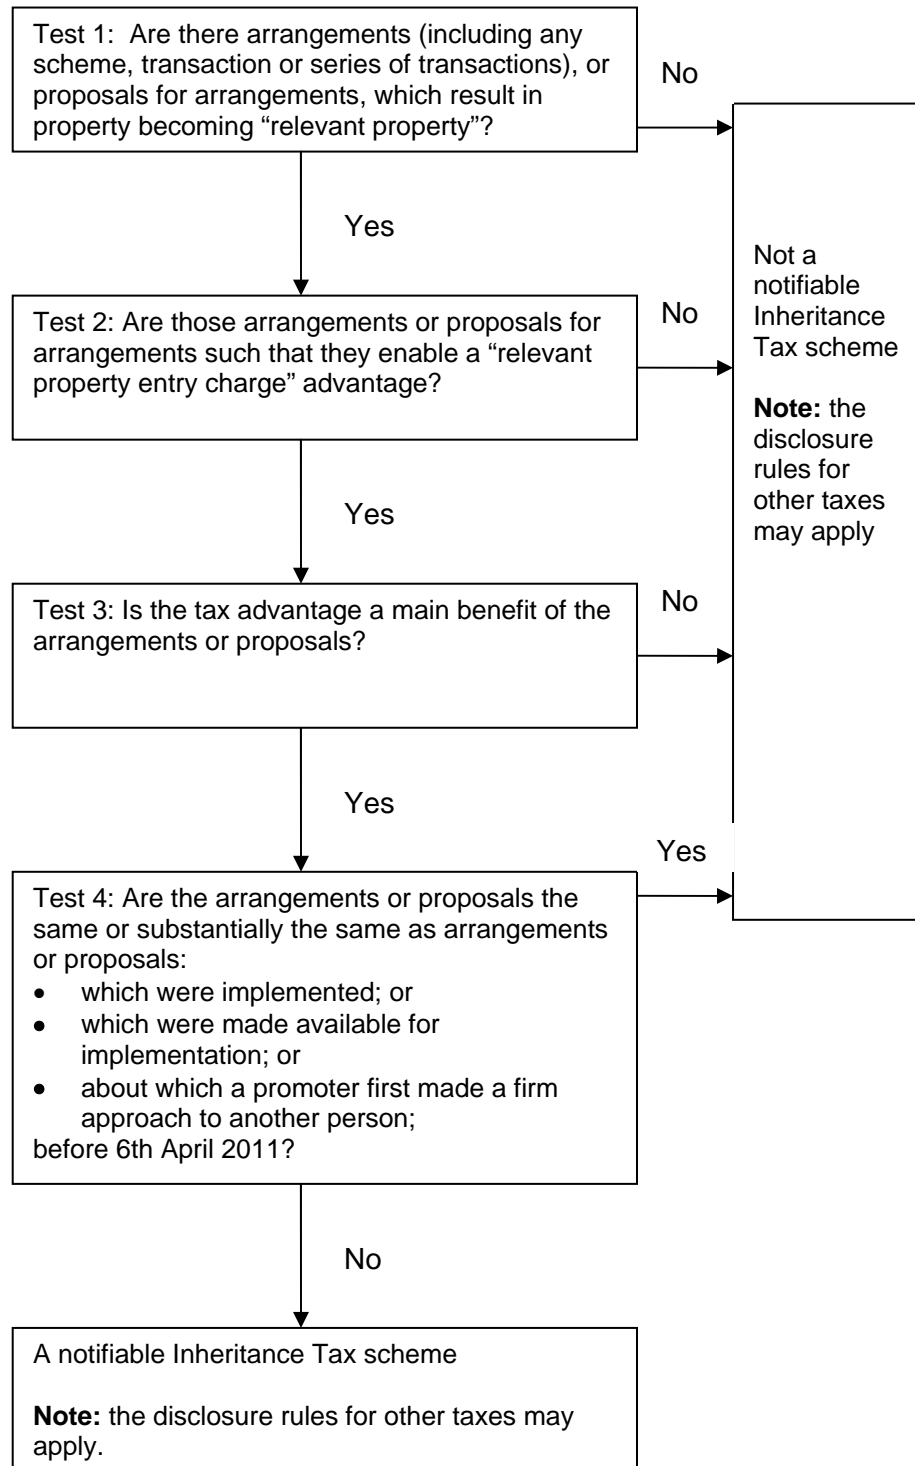 Test 1:  Are there arrangements (including any
scheme, transaction or series of transactions), or
proposals for arrangements, which result in
property becoming “relevant property”?
No
Yes
Test 2: Are those arrangements or proposals for
arrangements such that they enable a “relevant
property entry charge” advantage?
No
Yes
Test 3: Is the tax advantage a main benefit of the
arrangements or proposals?
No
Yes
Test 4: Are the arrangements or proposals the
same or substantially the same as arrangements
or proposals:
• which were implemented; or
• which were made available for
implementation; or
• about which a promoter first made a firm
approach to another person;
before 6th April 2011?
Yes
No
Not a
notifiable
Inheritance
Tax scheme
Note: the
disclosure
rules for
other taxes
may apply
A notifiable Inheritance Tax scheme
Note: the disclosure rules for other taxes may
apply.